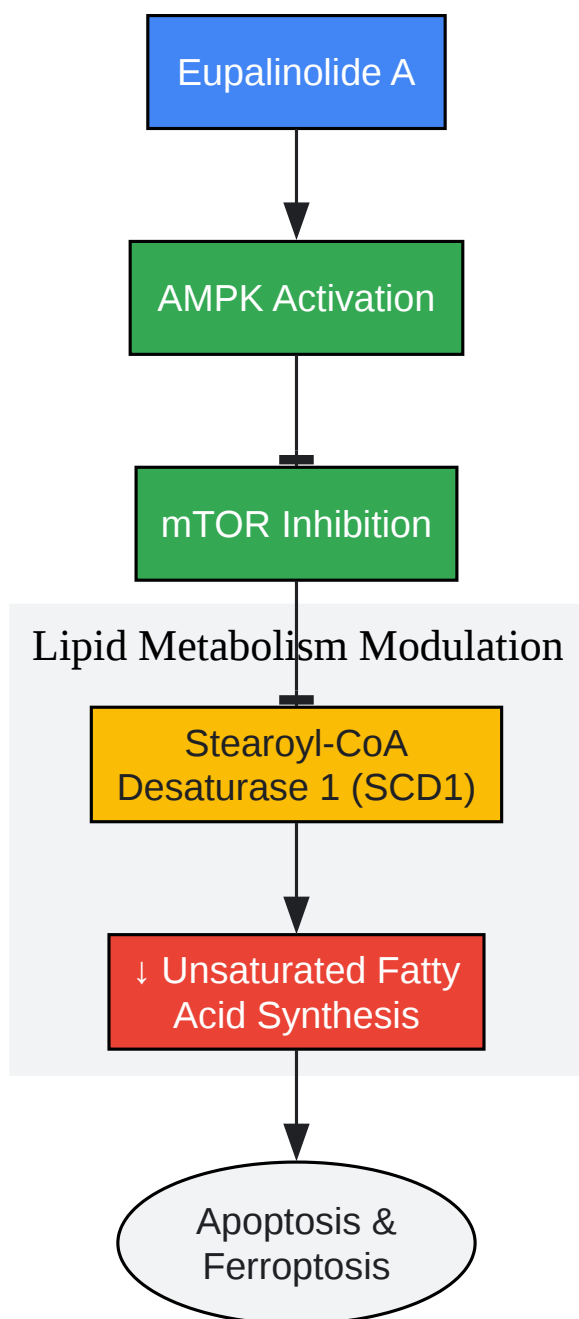 Eupalinolide A
AMPK Activation
mTOR Inhibition
Lipid Metabolism Modulation
Stearoyl-CoA
Desaturase 1 (SCD1)
↓ Unsaturated Fatty
Acid Synthesis
Apoptosis &
Ferroptosis